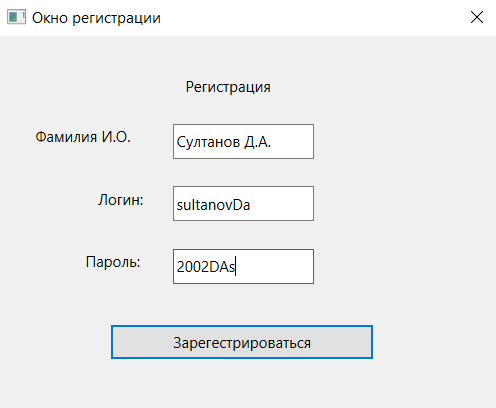 Окно регистрации
Регистрация
Фамилия И.О.
Султанов Д.А.
Логин:
sultanovDa
Пароль:
2002DAs
Зарегестрироваться